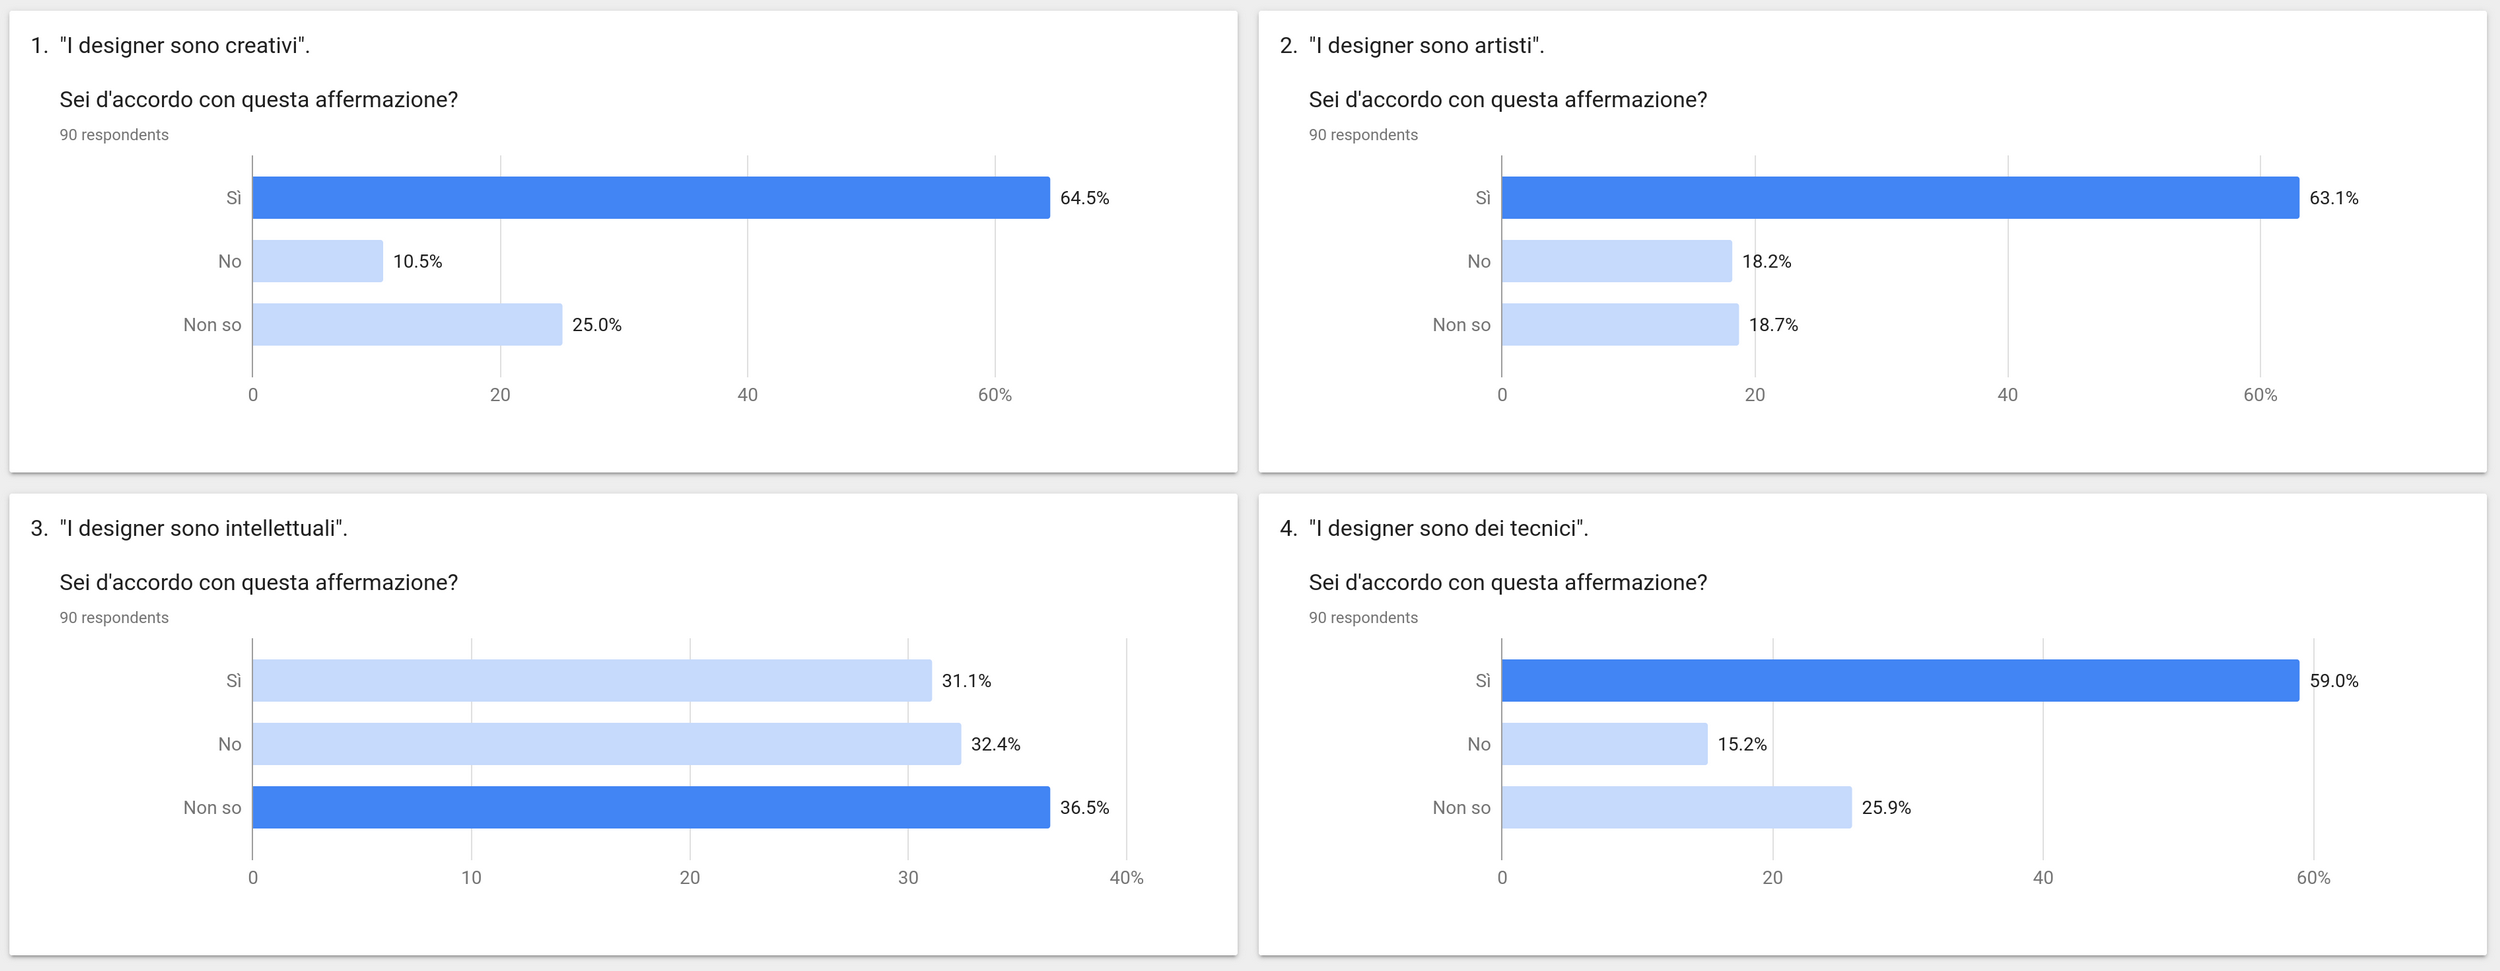 1. "I designer sono creativi".
Sei d'accordo con questa affermazione?
90 respondents
Sì 64.5%
No 10.5%
Non so 25.0%
0 20 40 60%
2. "I designer sono artisti".
Sei d'accordo con questa affermazione?
90 respondents
Sì 63.1%
No 18.2%
Non so 18.7%
0 20 40 60%
3. "I designer sono intellettuali".
Sei d'accordo con questa affermazione?
90 respondents
Sì 31.1%
No 32.4%
Non so 36.5%
0 10 20 30 40%
4. "I designer sono dei tecnici".
Sei d'accordo con questa affermazione?
90 respondents
Sì 59.0%
No 15.2%
Non so 25.9%
0 20 40 60%